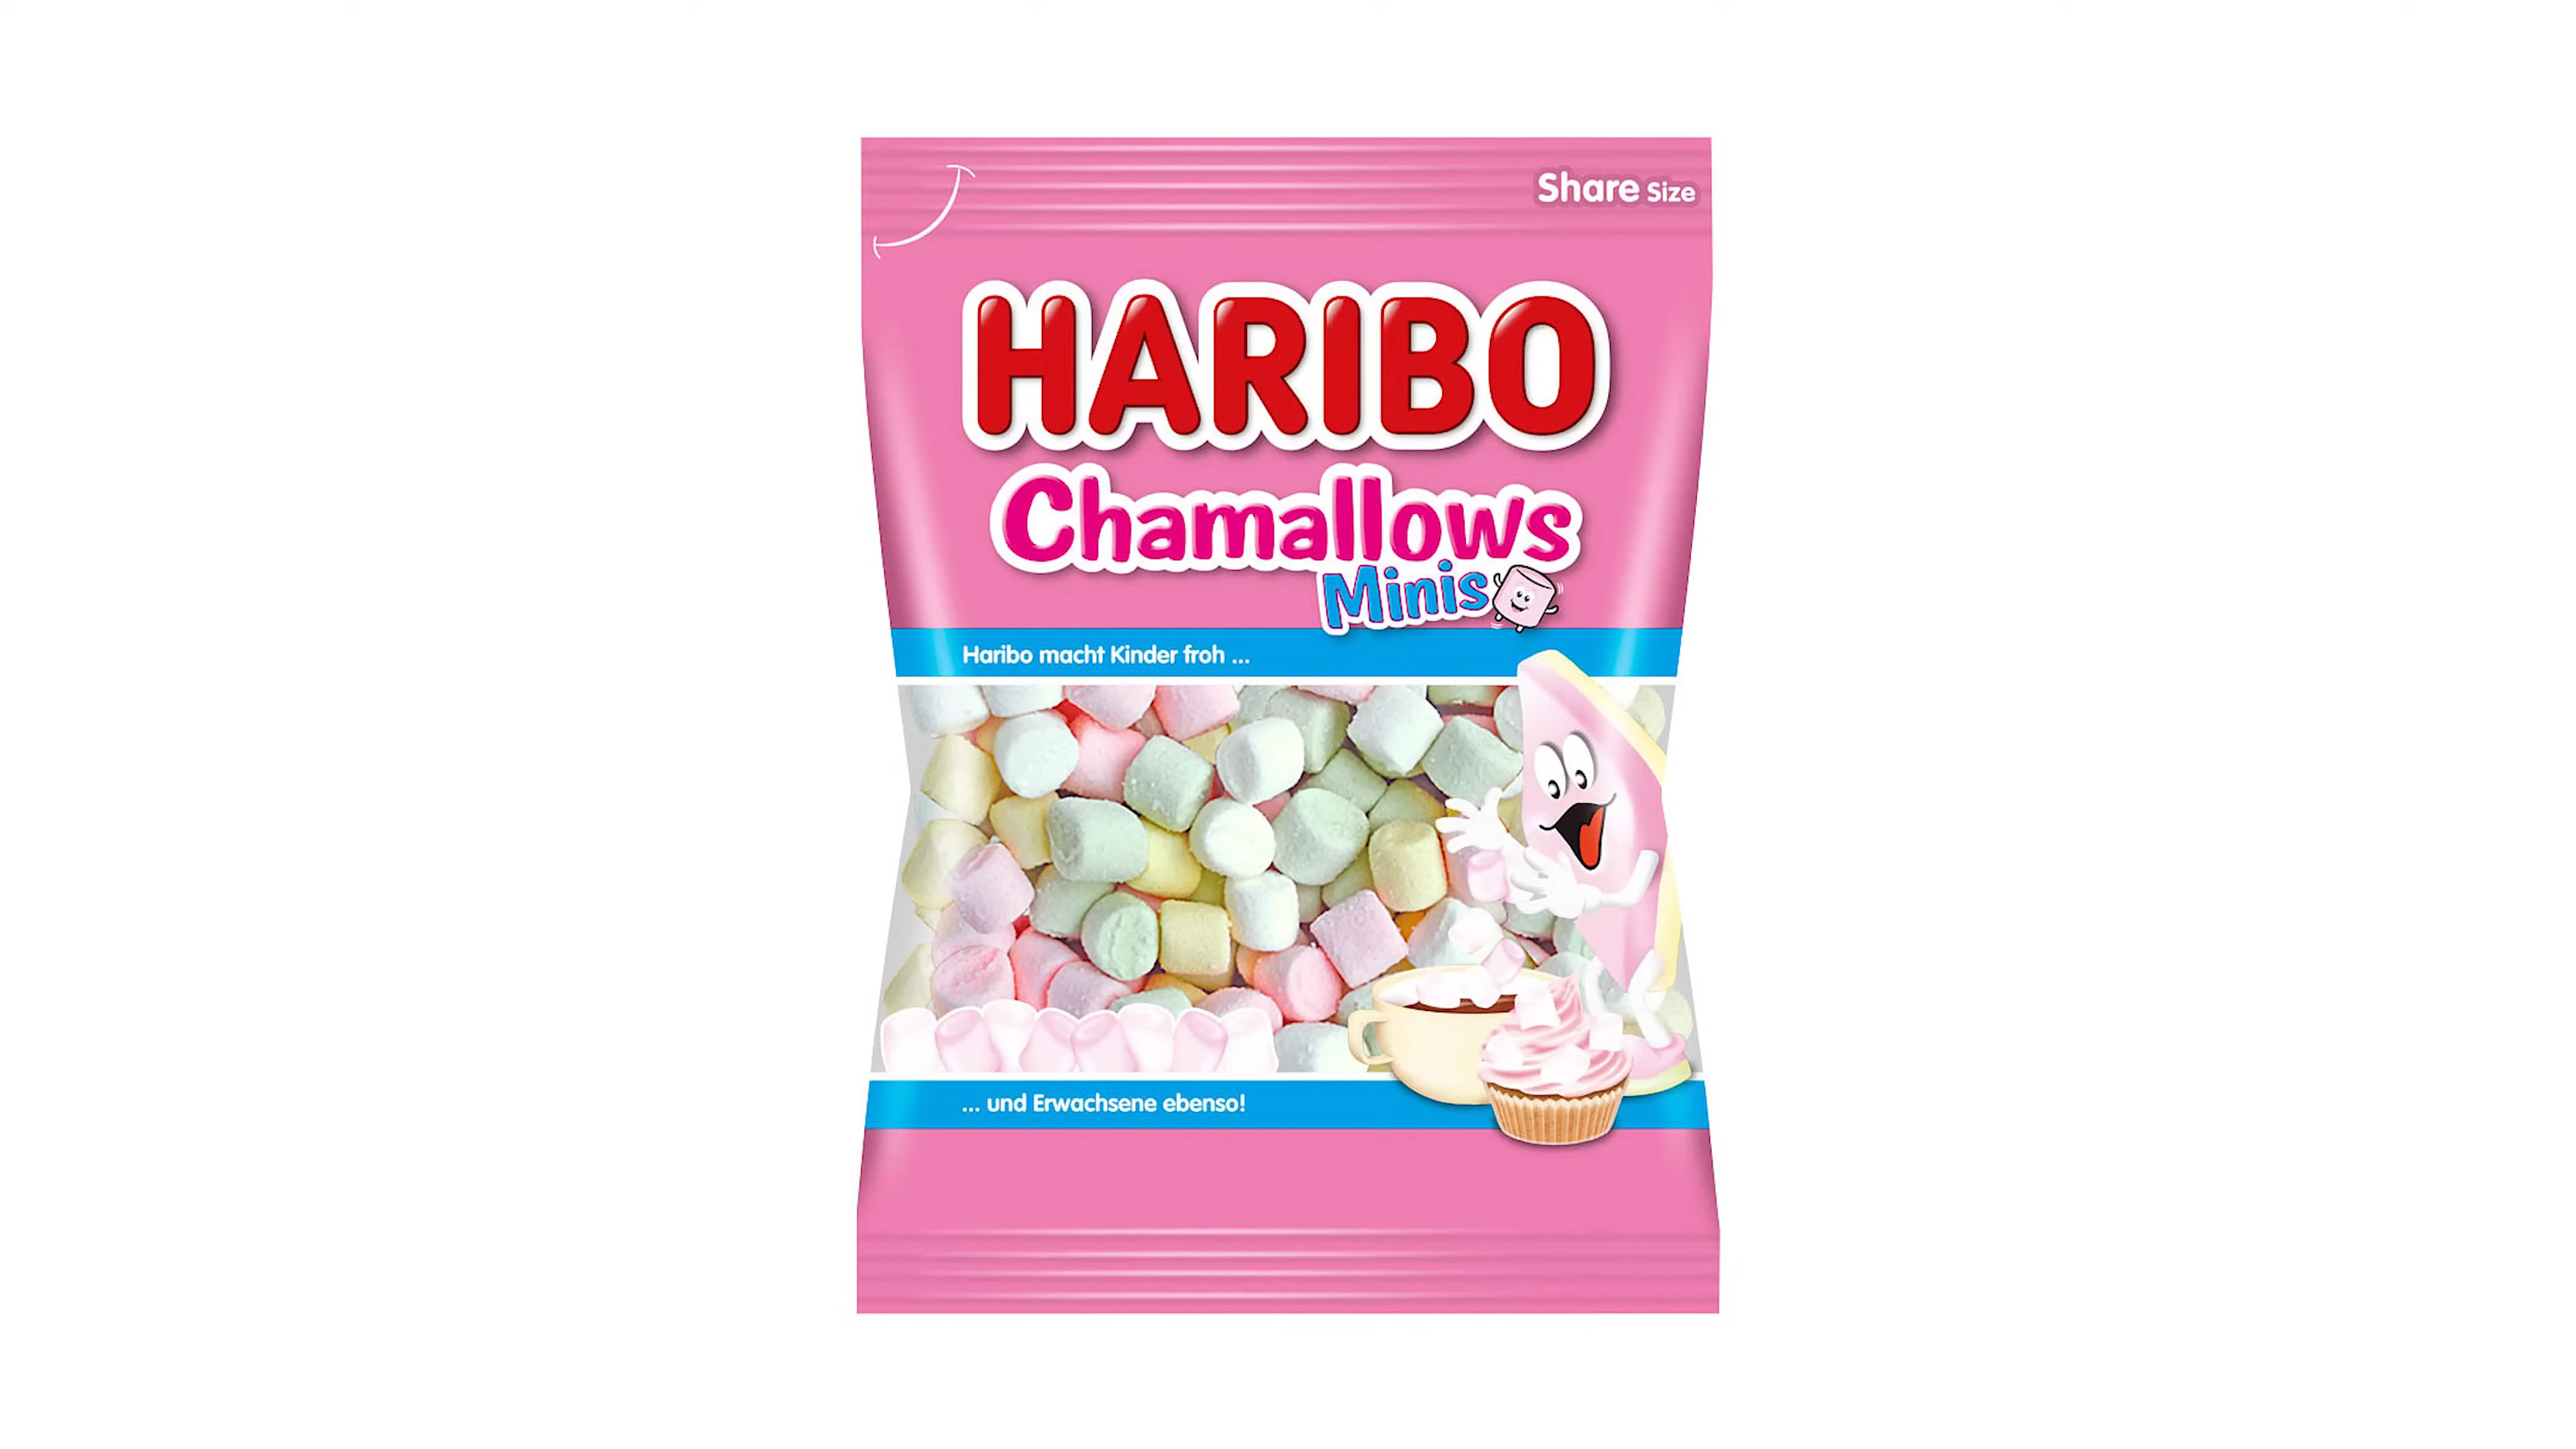 Share Size
HARIBO
Chamallows
Minis
Haribo macht Kinder froh ...
... und Erwachsene ebenso!